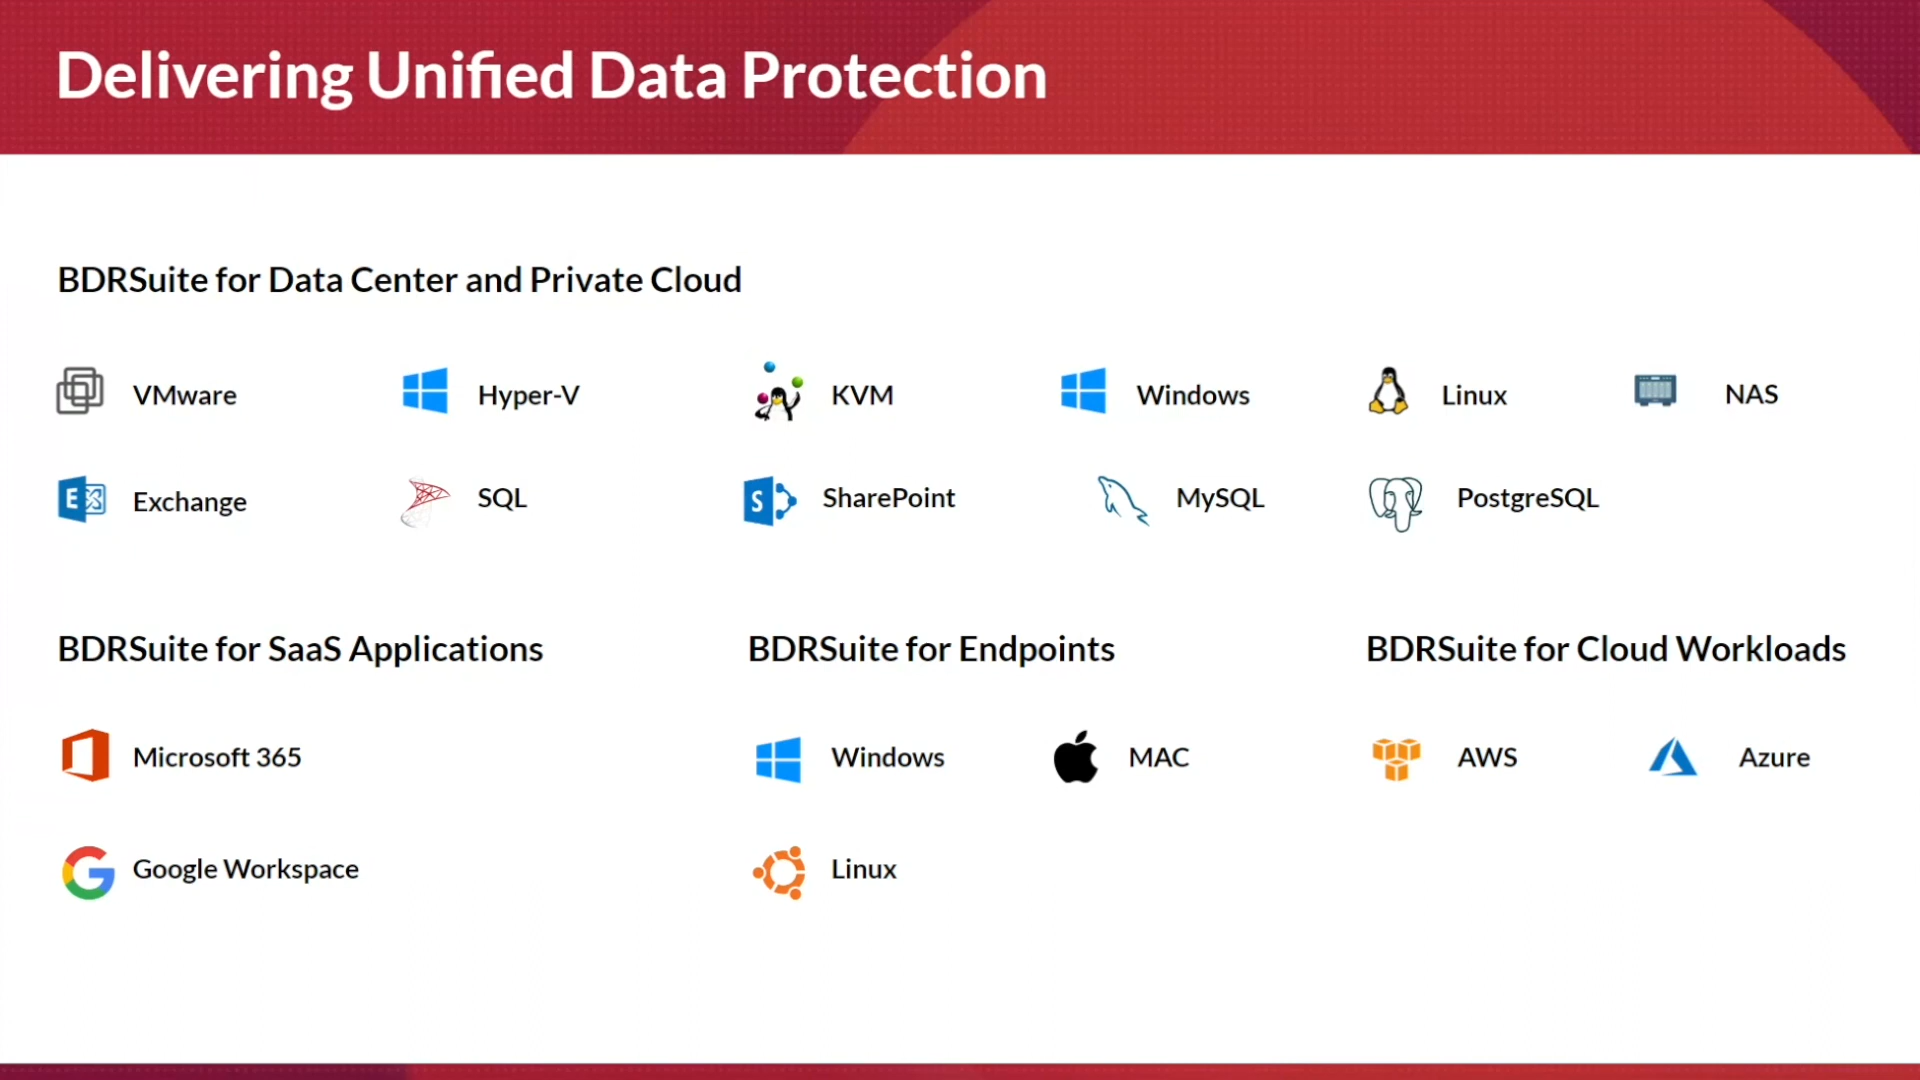 Delivering Unified Data Protection
BDRSuite for Data Center and Private Cloud
VMware
Hyper-V
KVM
Windows
Linux
NAS
Exchange
SQL
SharePoint
MySQL
PostgreSQL
BDRSuite for SaaS Applications
Microsoft 365
Google Workspace
BDRSuite for Endpoints
Windows
MAC
Linux
BDRSuite for Cloud Workloads
AWS
Azure